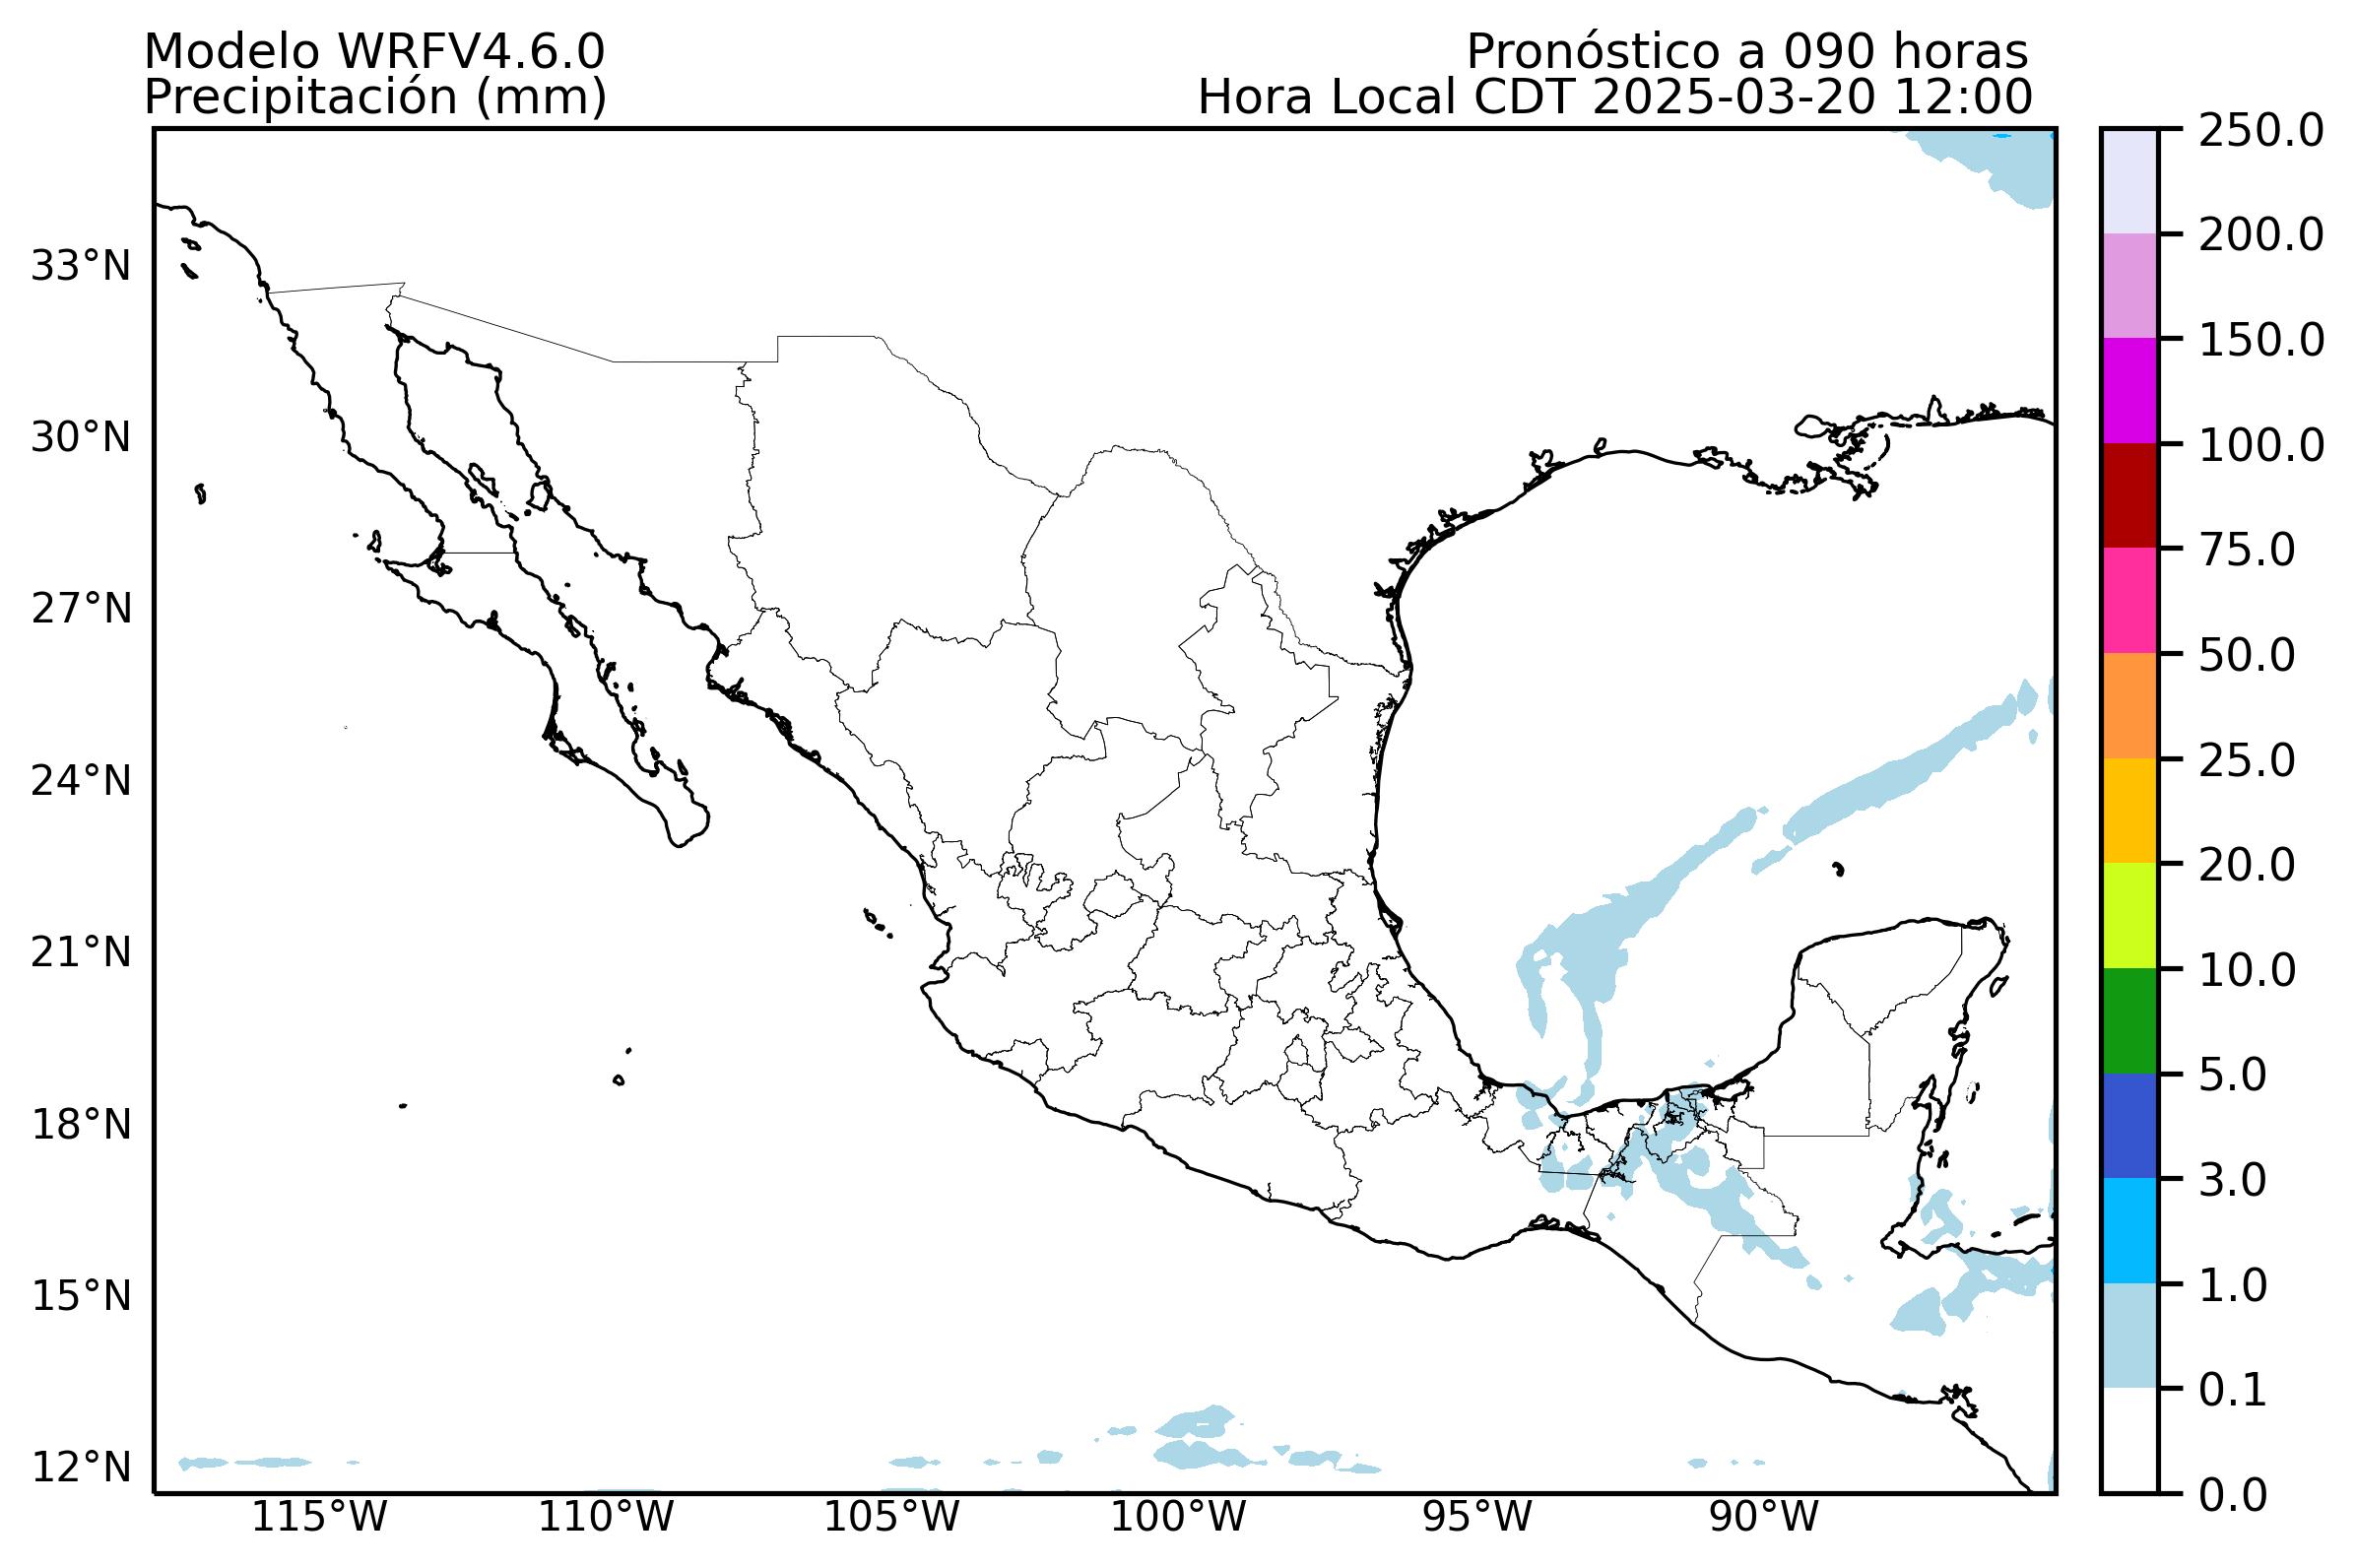 Modelo WRFV4.6.0
Precipitación (mm)
Pronóstico a 090 horas
Hora Local CDT 2025-03-20 12:00
33°N
30°N
27°N
24°N
21°N
18°N
15°N
12°N
115°W
110°W
105°W
100°W
95°W
90°W
250.0
200.0
150.0
100.0
75.0
50.0
25.0
20.0
10.0
5.0
3.0
1.0
0.1
0.0